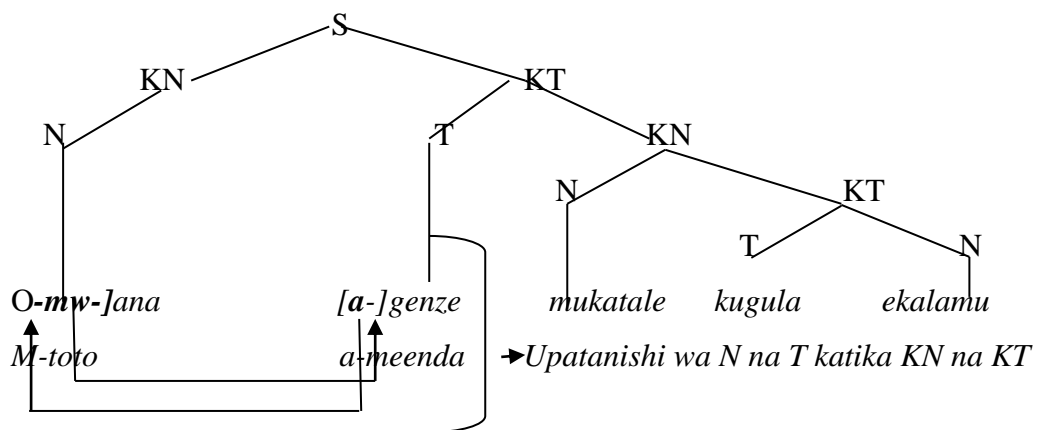 S
KN KT
N T KN
N KT
T N
O-mw-]ana [a-]genze mukatale kugula ekalamu
M-toto a-meenda Upatanishi wa N na T katika KN na KT